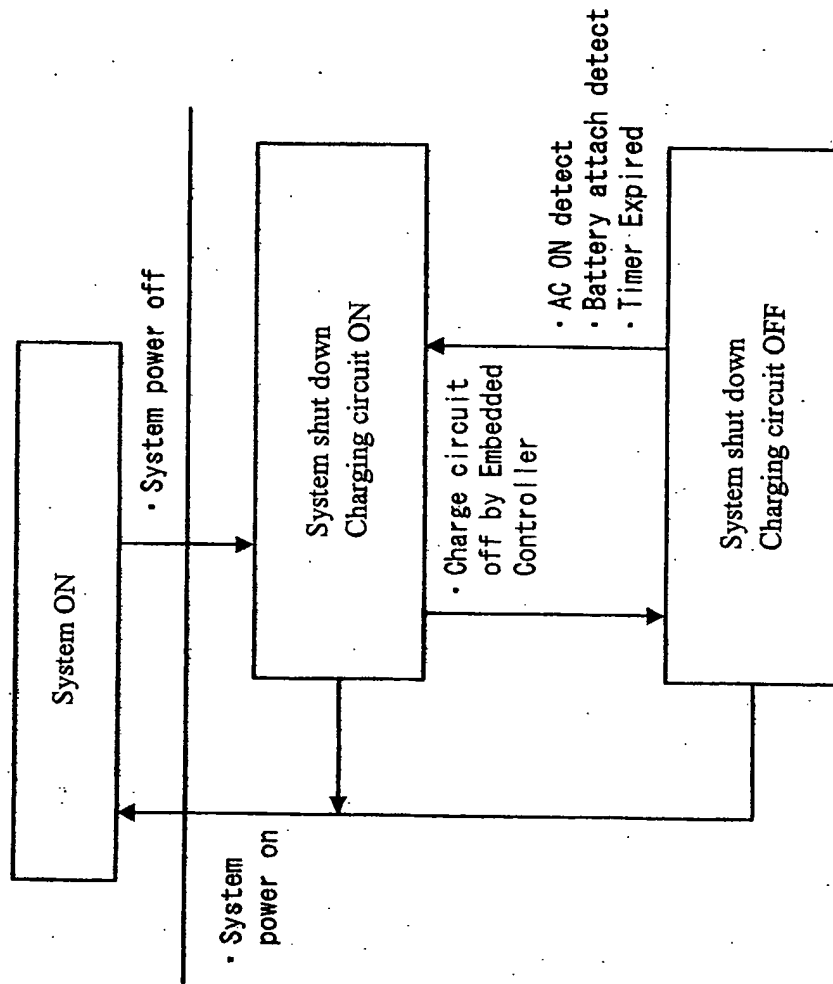 System ON
・System power off
・System
power on
System shut down
Charging circuit ON
・Charge circuit
off by Embedded
Controller
・AC ON detect
・Battery attach detect
・Timer Expired
System shut down
Charging circuit OFF